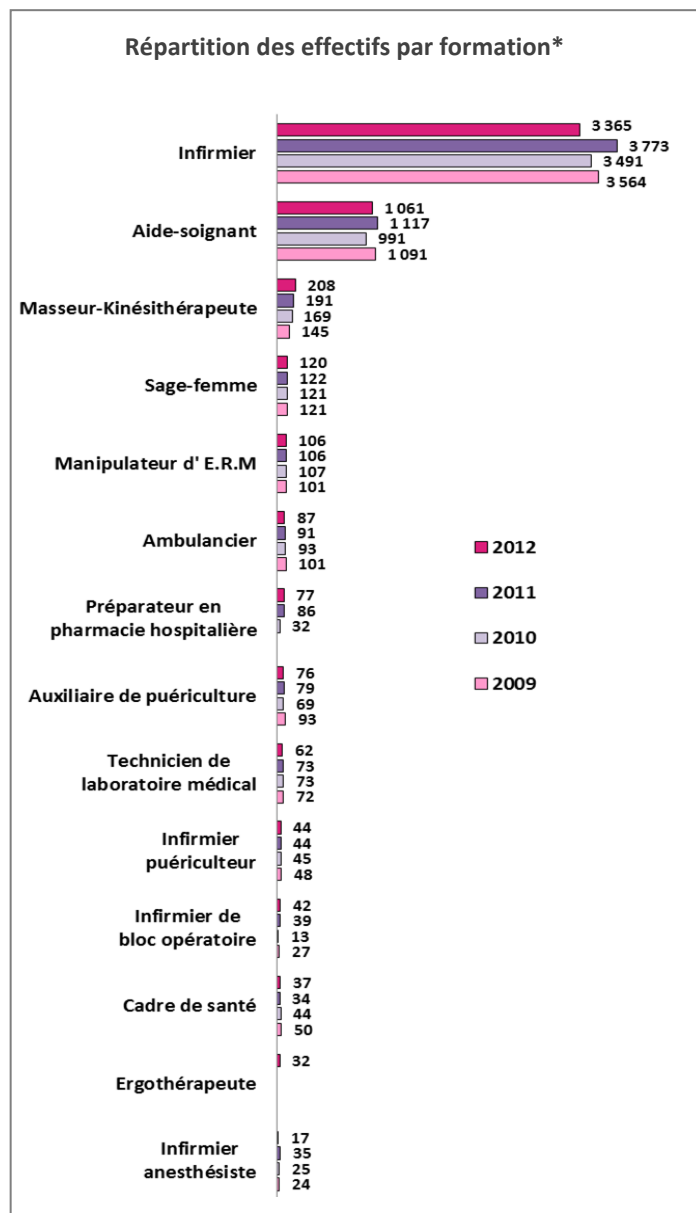 Répartition des effectifs par formation*
Infirmier
3 365
3 773
3 491
3 564
Aide-soignant
1 061
1 117
991
1 091
Masseur-Kinésithérapeute
208
191
169
145
Sage-femme
120
122
121
121
Manipulateur d' E.R.M
106
106
107
101
Ambulancier
87
91
93
101
Préparateur en
pharmacie hospitalière
77
86
32
Auxiliaire de puériculture
76
79
69
93
Technicien de
laboratoire médical
62
73
73
72
Infirmier
puériculteur
44
44
45
48
Infirmier de
bloc opératoire
42
39
13
27
Cadre de santé
37
34
44
50
Ergothérapeute
32
Infirmier
anesthésiste
17
35
25
24
2012
2011
2010
2009